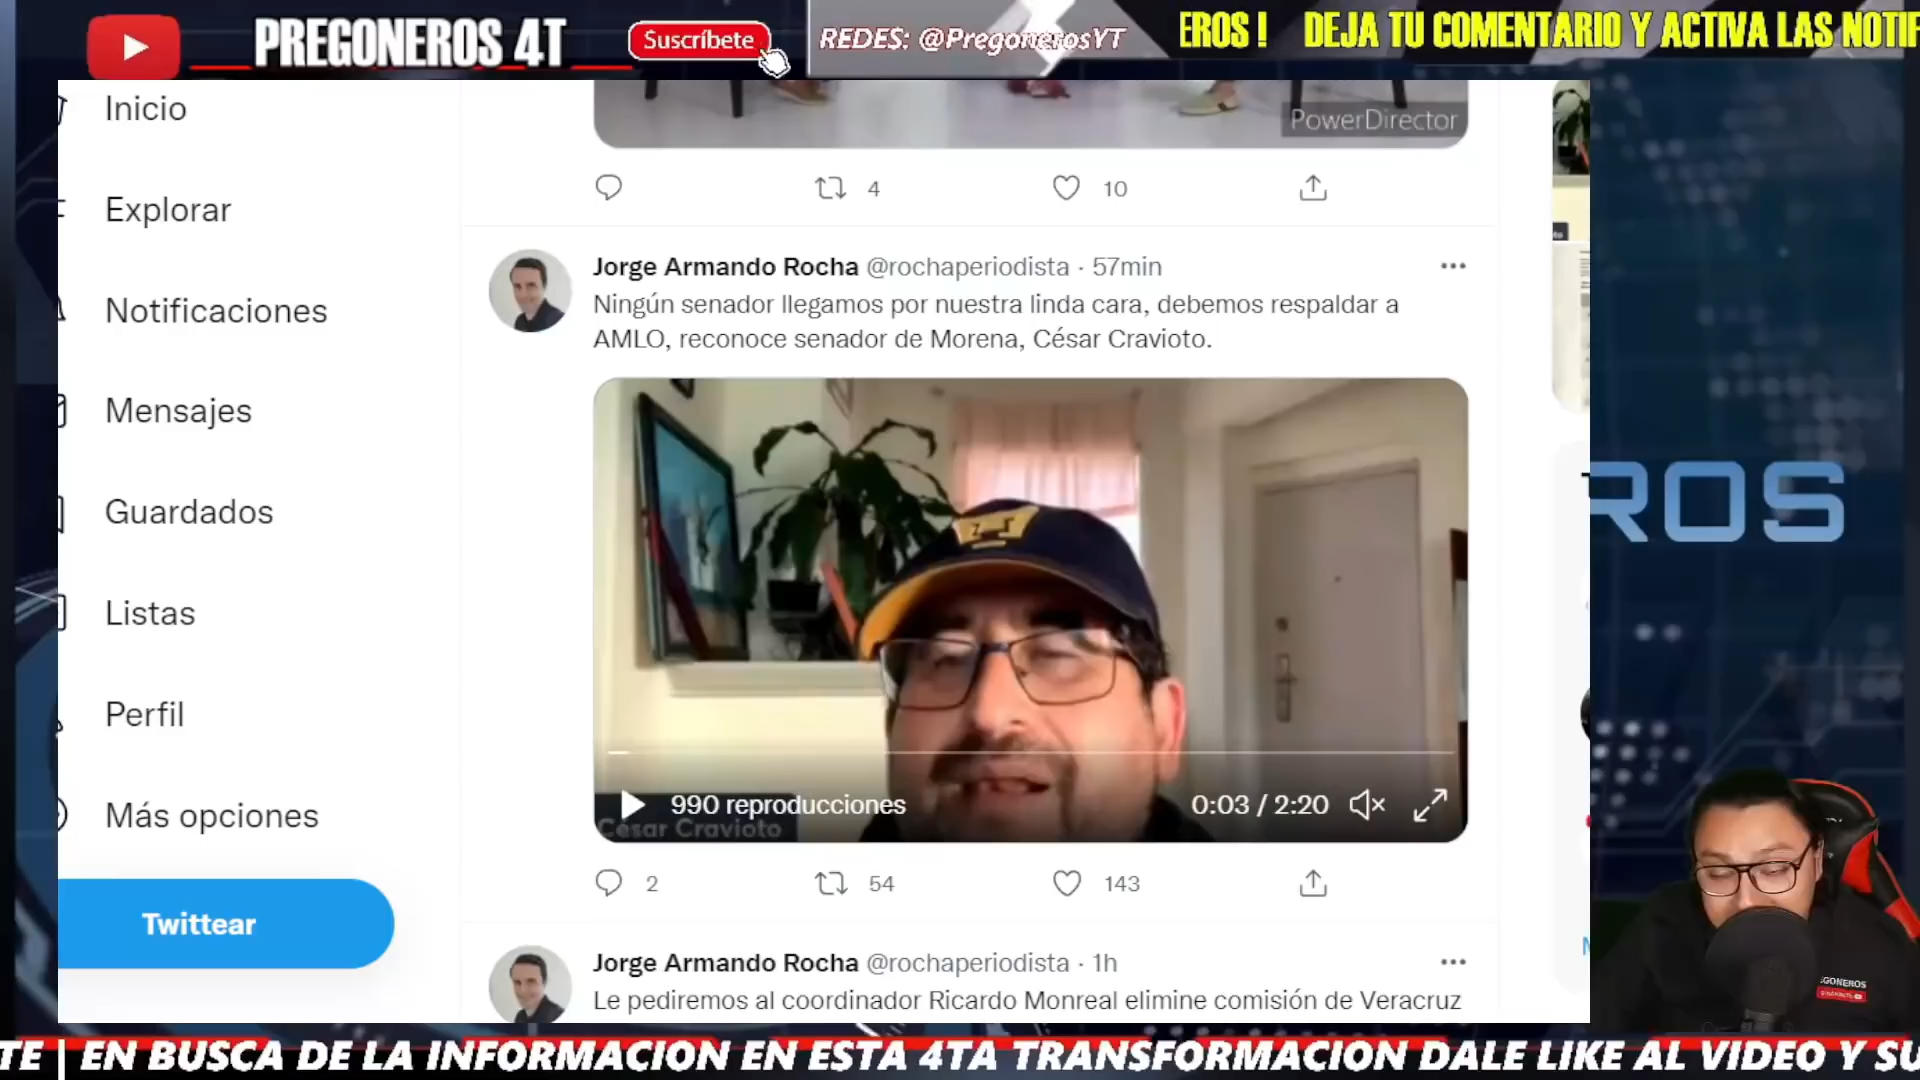 PREGONEROS 4T
Suscríbete
REDES: @PregonerosYT
EROS ! DEJA TU COMENTARIO Y ACTIVA LAS NOTIF
Inicio
Explorar
Notificaciones
Mensajes
Guardados
Listas
Perfil
Más opciones
Twittear
PowerDirector
4
10
Jorge Armando Rocha @rochaperiodista · 57min
Ningún senador llegamos por nuestra linda cara, debemos respaldar a
AMLO, reconoce senador de Morena, César Cravioto.
990 reproducciones
0:03 / 2:20
César Cravioto
2
54
143
Jorge Armando Rocha @rochaperiodista · 1h
Le pediremos al coordinador Ricardo Monreal elimine comisión de Veracruz
ROS
GONEROS
TE | EN BUSCA DE LA INFORMACION EN ESTA 4TA TRANSFORMACION DALE LIKE AL VIDEO Y SU